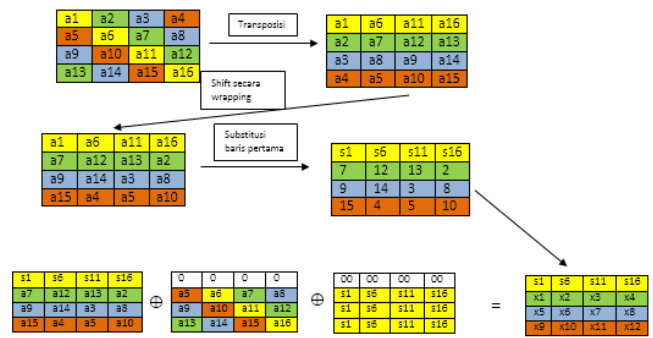 a1 a2 a3 a4
a5 a6 a7 a8
a9 a10 a11 a12
a13 a14 a15 a16
Transposisi
a1 a6 a11 a16
a2 a7 a12 a13
a3 a8 a9 a14
a4 a5 a10 a15
Shift secara
wrapping
a1 a6 a11 a16
a7 a12 a13 a2
a9 a14 a3 a8
a15 a4 a5 a10
Substitusi
baris pertama
s1 s6 s11 s16
7 12 13 2
9 14 3 8
15 4 5 10
s1 s6 s11 s16
a7 a12 a13 a2
a9 a14 a3 a8
a15 a4 a5 a10
⊕
0 0 0 0
a5 a6 a7 a8
a9 a10 a11 a12
a13 a14 a15 a16
⊕
00 00 00 00
s1 s6 s11 s16
s1 s6 s11 s16
s1 s6 s11 s16
=
s1 s6 s11 s16
x1 x2 x3 x4
x5 x6 x7 x8
x9 x10 x11 x12